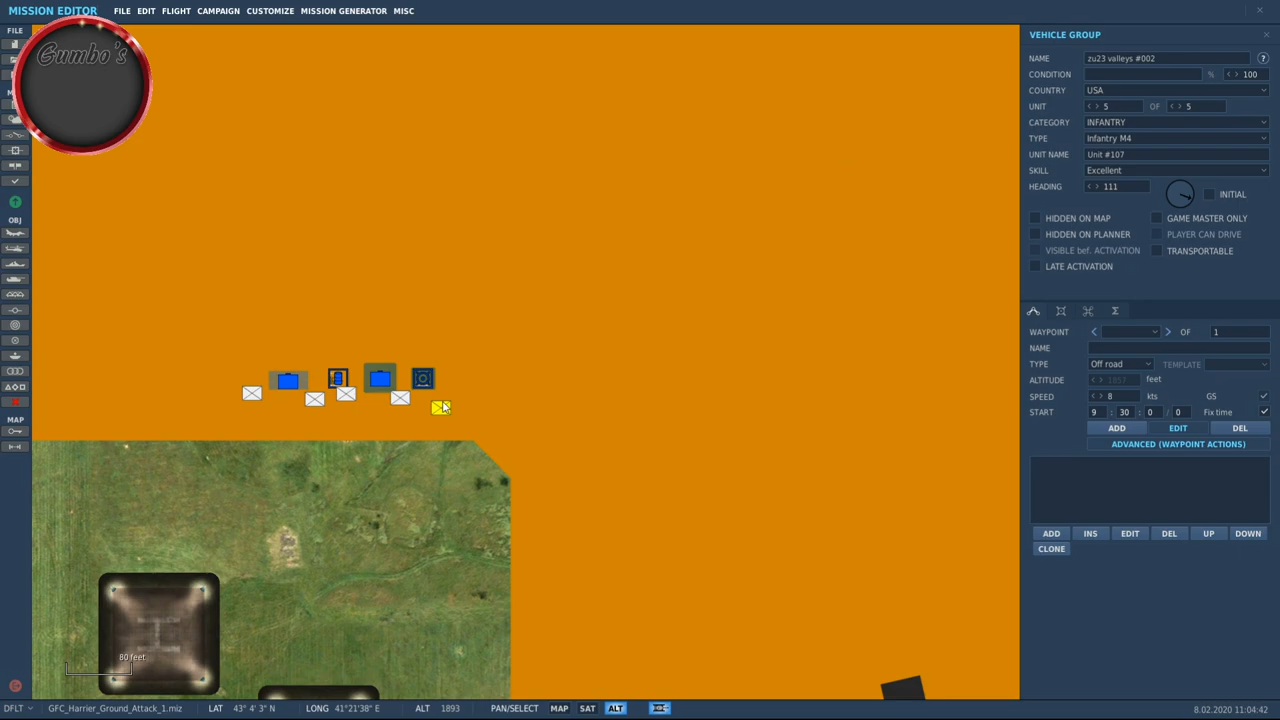 MISSION EDITOR FILE EDIT FLIGHT CAMPAIGN CUSTOMIZE MISSION GENERATOR MISC
FILE
Gumbo's
OBJ
MAP
VEHICLE GROUP
NAME zu23 valleys #002 ?
CONDITION % < > 100
COUNTRY USA
UNIT < > 5 OF < > 5
CATEGORY INFANTRY
TYPE Infantry M4
UNIT NAME Unit #107
SKILL Excellent
HEADING < > 111 INITIAL
HIDDEN ON MAP GAME MASTER ONLY
HIDDEN ON PLANNER PLAYER CAN DRIVE
VISIBLE bef. ACTIVATION TRANSPORTABLE
LATE ACTIVATION
WAYPOINT OF 1
NAME
TYPE Off road TEMPLATE
ALTITUDE < > 1857 feet
SPEED < > 8 kts GS
START 9 : 30 : 0 / 0 Fix time
ADD EDIT DEL
ADVANCED (WAYPOINT ACTIONS)
ADD INS EDIT DEL UP DOWN
CLONE
80 feet
DFLT GFC_Harrier_Ground_Attack_1.miz LAT 43° 4' 3" N LONG 41°21'38" E ALT 1893 PAN/SELECT MAP SAT ALT 8.02.2020 11:04:42